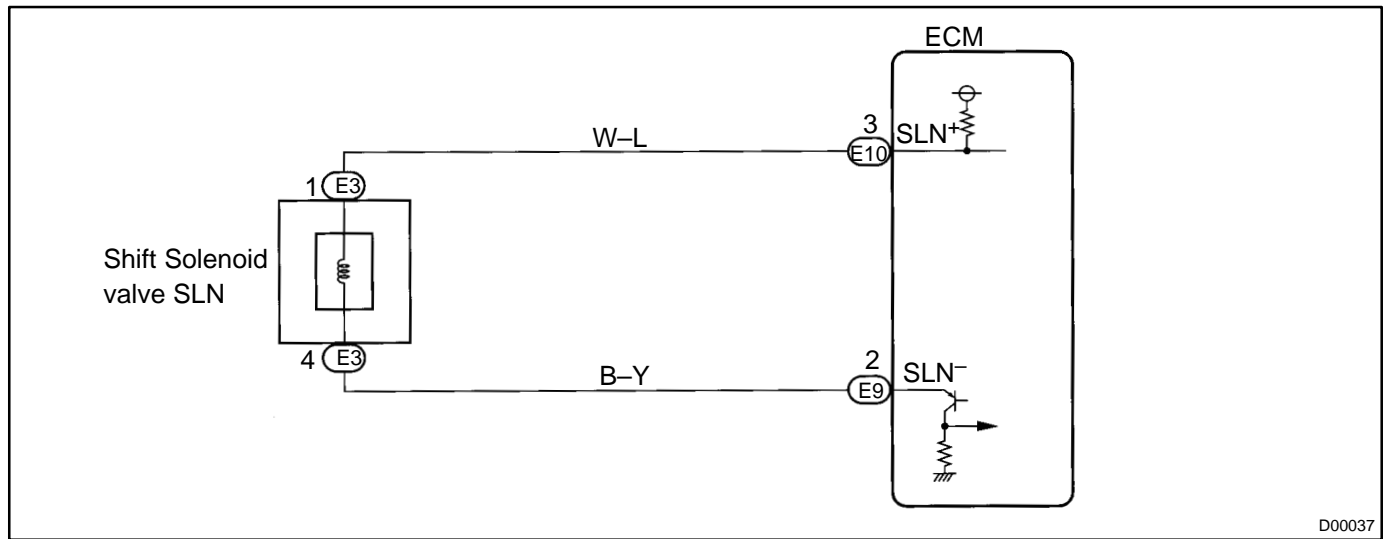 ECM
W–L
3
E10
SLN+
1
E3
Shift Solenoid
valve SLN
4
E3
B–Y
2
E9
SLN–
D00037